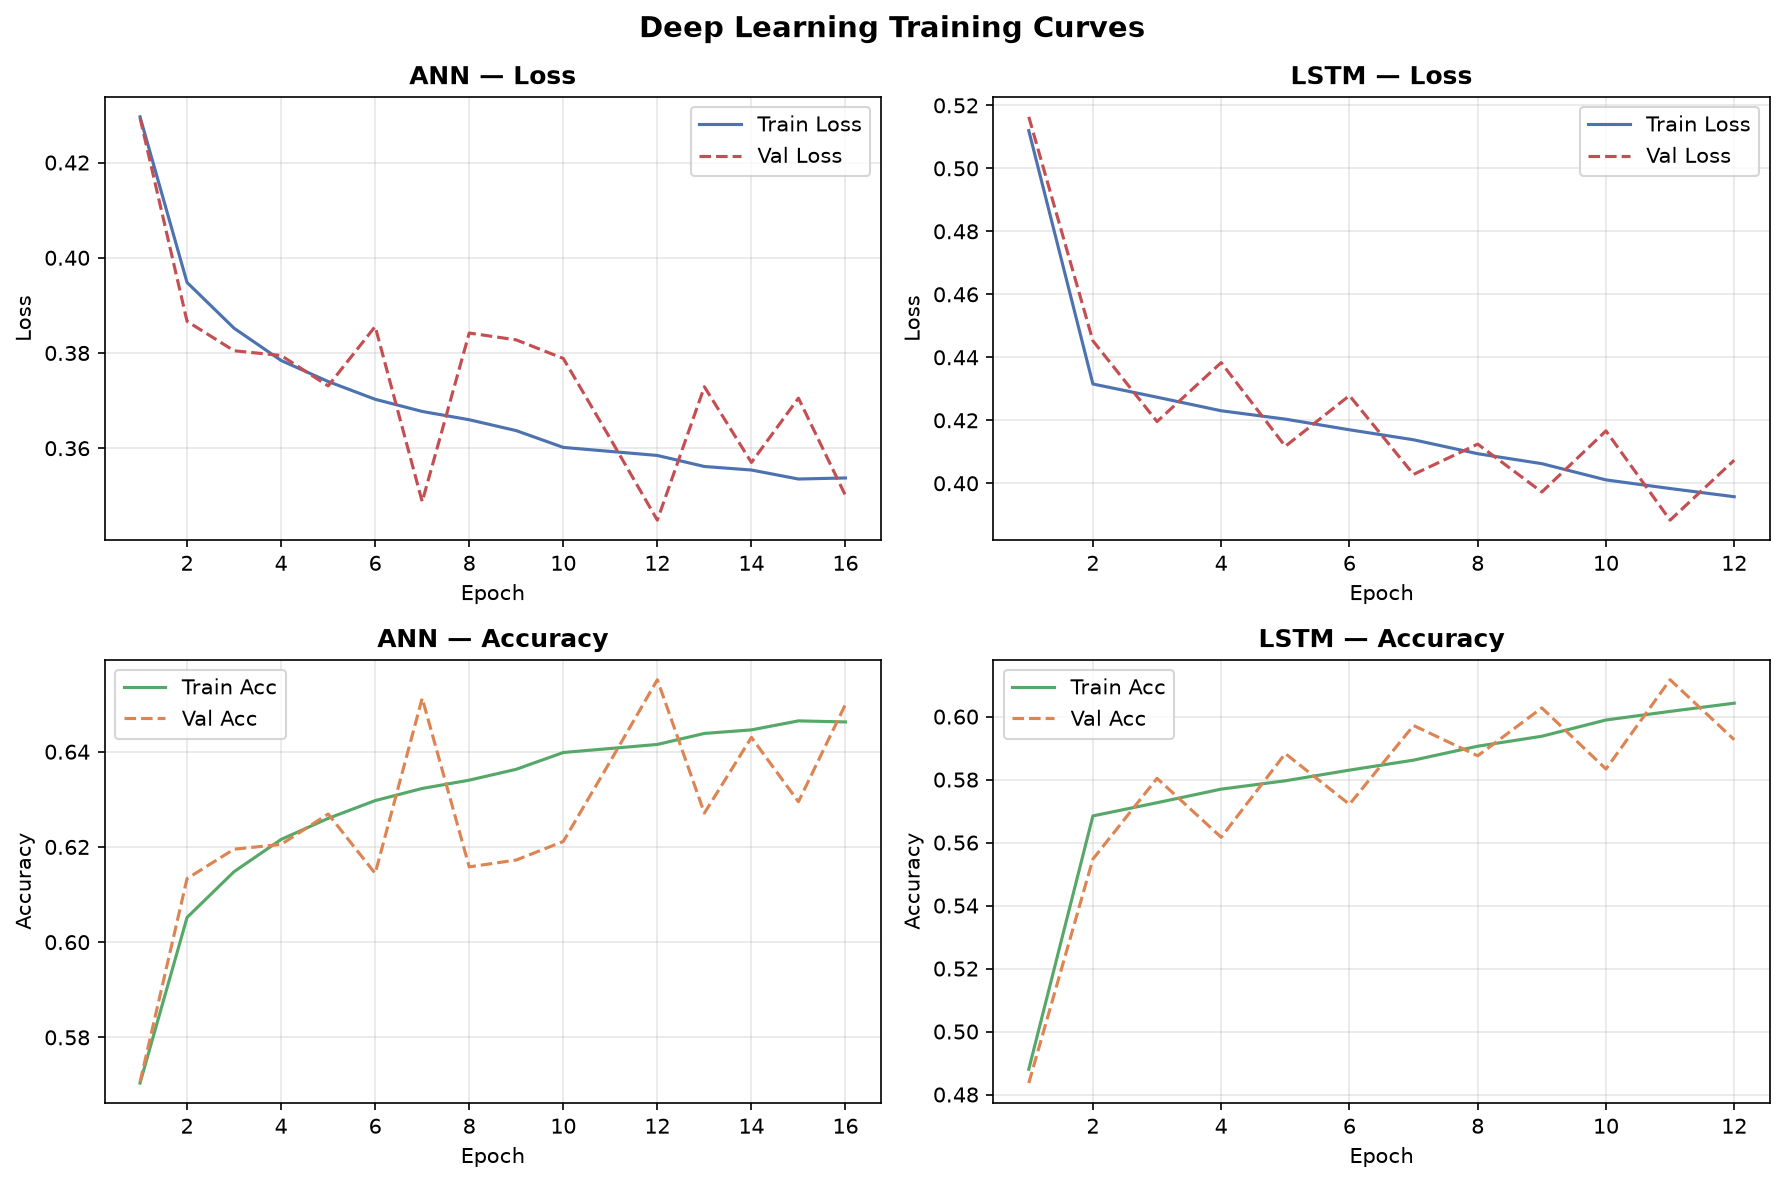 Deep Learning Training Curves
ANN — Loss
Train Loss
Val Loss
0.42
0.40
0.38
0.36
Loss
2 4 6 8 10 12 14 16
Epoch
LSTM — Loss
Train Loss
Val Loss
0.52
0.50
0.48
0.46
0.44
0.42
0.40
Loss
2 4 6 8 10 12
Epoch
ANN — Accuracy
Train Acc
Val Acc
0.64
0.62
0.60
0.58
Accuracy
2 4 6 8 10 12 14 16
Epoch
LSTM — Accuracy
Train Acc
Val Acc
0.60
0.58
0.56
0.54
0.52
0.50
0.48
Accuracy
2 4 6 8 10 12
Epoch